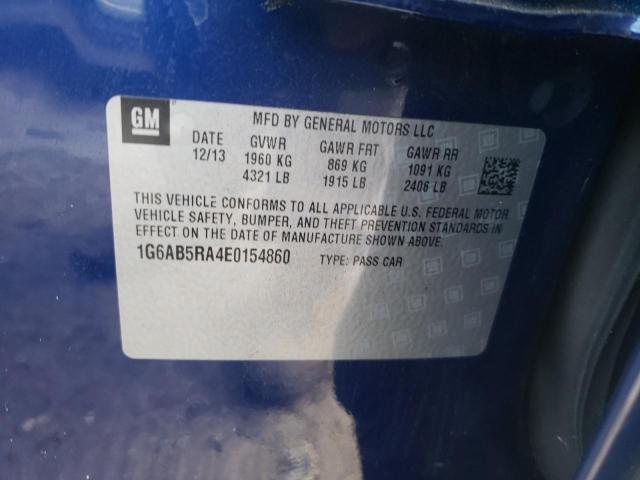 GM
MFD BY GENERAL MOTORS LLC
DATE GVWR GAWR FRT GAWR RR
12/13 1960 KG 869 KG 1091 KG
4321 LB 1915 LB 2406 LB
THIS VEHICLE CONFORMS TO ALL APPLICABLE U.S. FEDERAL MOTOR
VEHICLE SAFETY, BUMPER, AND THEFT PREVENTION STANDARDS IN
EFFECT ON THE DATE OF MANUFACTURE SHOWN ABOVE.
1G6AB5RA4E0154860 TYPE: PASS CAR